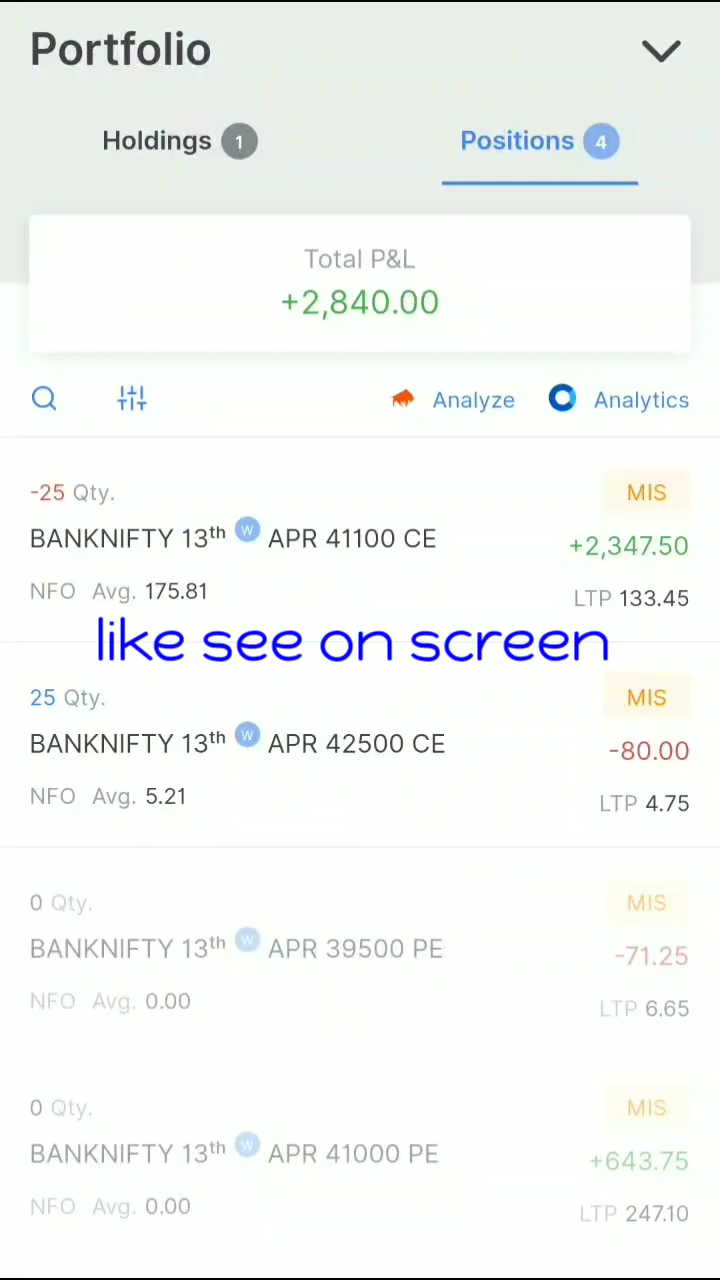 Portfolio
Holdings 1
Positions 4
Total P&L
+2,840.00
Analyze
Analytics
-25 Qty.
MIS
BANKNIFTY 13th W APR 41100 CE
+2,347.50
NFO Avg. 175.81
LTP 133.45
like see on screen
25 Qty.
MIS
BANKNIFTY 13th W APR 42500 CE
-80.00
NFO Avg. 5.21
LTP 4.75
0 Qty.
MIS
BANKNIFTY 13th W APR 39500 PE
-71.25
NFO Avg. 0.00
LTP 6.65
0 Qty.
MIS
BANKNIFTY 13th W APR 41000 PE
+643.75
NFO Avg. 0.00
LTP 247.10